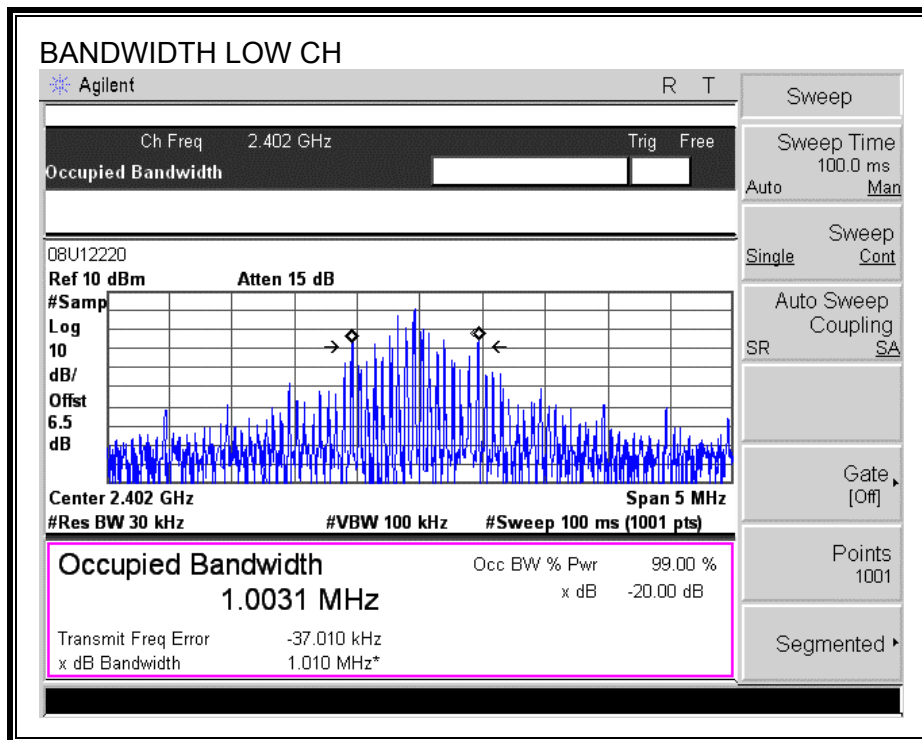 BANDWIDTH LOW CH
Agilent R T
Ch Freq 2.402 GHz Trig Free
Occupied Bandwidth
08U12220
Ref 10 dBm Atten 15 dB
#Samp
Log
10
dB/
Offst
6.5
dB
Center 2.402 GHz Span 5 MHz
#Res BW 30 kHz #VBW 100 kHz #Sweep 100 ms (1001 pts)
Occupied Bandwidth
1.0031 MHz
Occ BW % Pwr 99.00 %
x dB -20.00 dB
Transmit Freq Error -37.010 kHz
x dB Bandwidth 1.010 MHz*
Sweep
Sweep Time
100.0 ms
Auto Man
Sweep
Single Cont
Auto Sweep
Coupling
SR SA
Gate
[Off]
Points
1001
Segmented